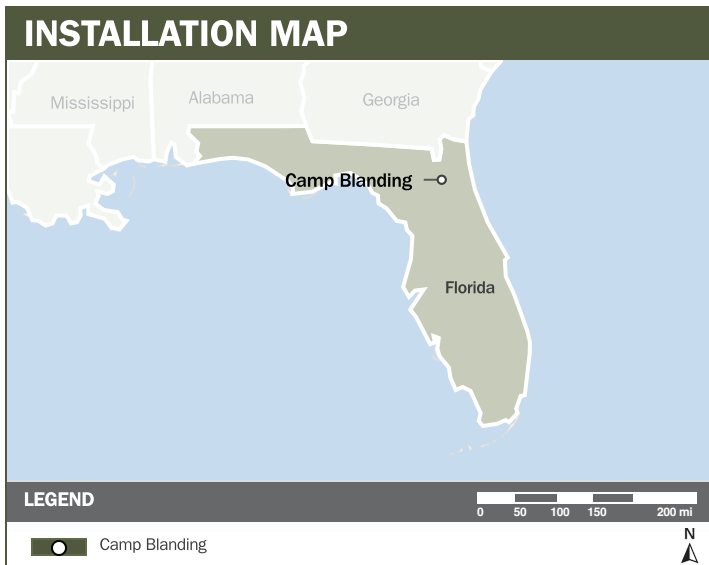 INSTALLATION MAP
Mississippi
Alabama
Georgia
Camp Blanding
Florida
LEGEND
0 50 100 150 200 mi
Camp Blanding
N